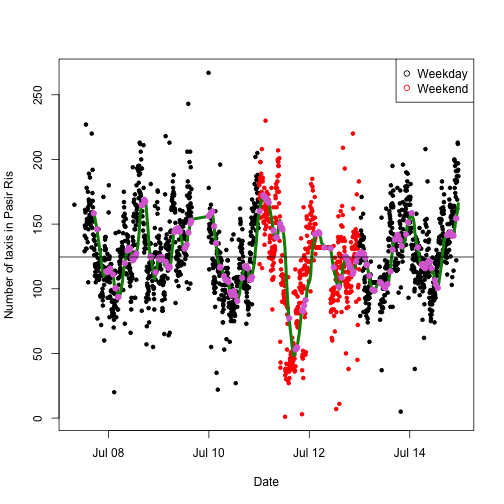 Weekday
Weekend
Number of taxis in Pasir Ris
250
200
150
100
50
0
Jul 08
Jul 10
Jul 12
Jul 14
Date